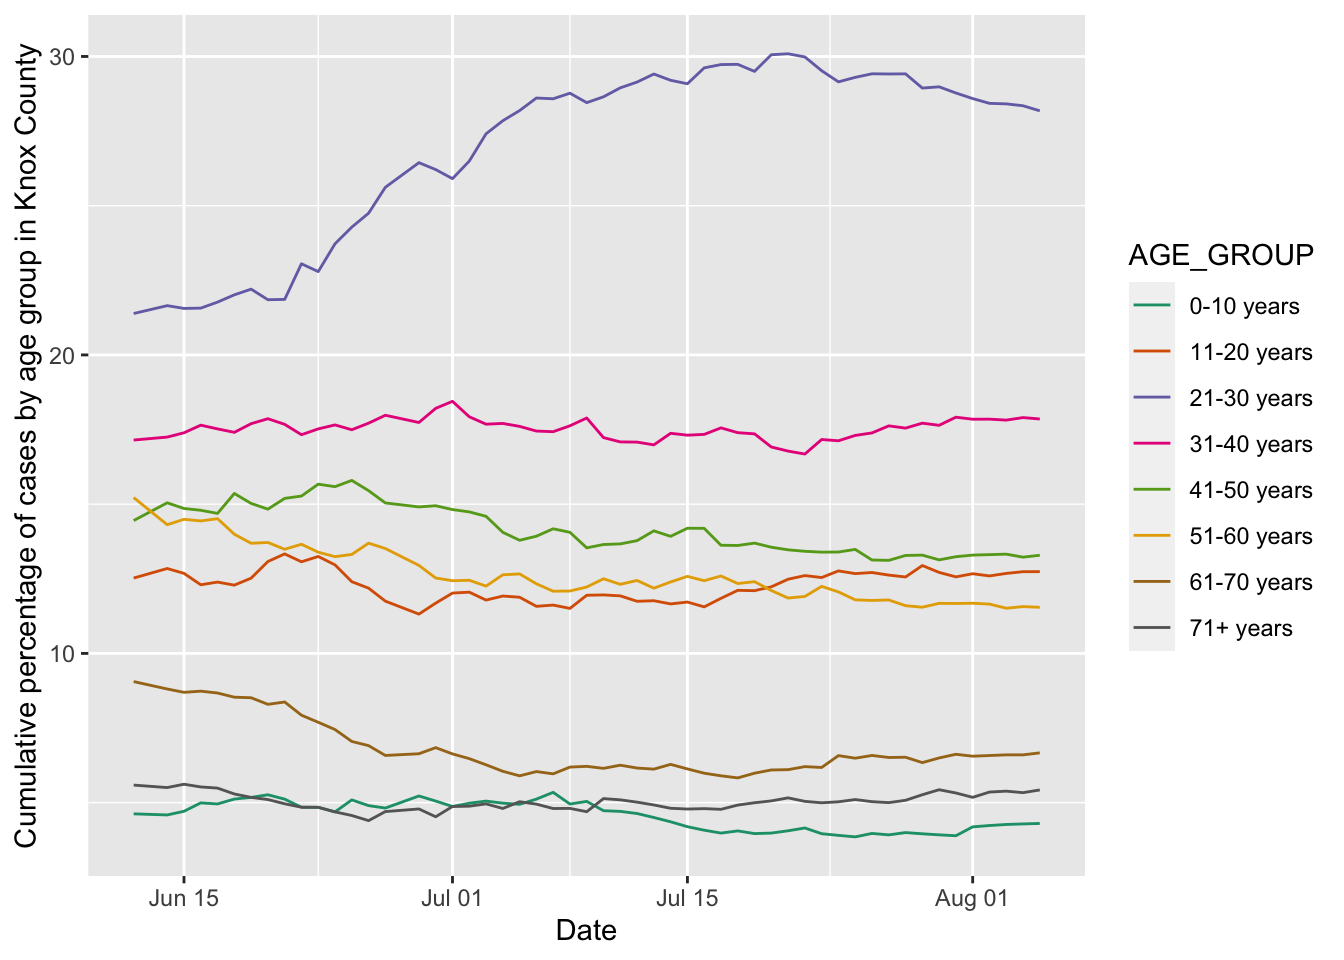 Cumulative percentage of cases by age group in Knox County
30
20
10
Jun 15
Jul 01
Jul 15
Aug 01
Date
AGE_GROUP
0-10 years
11-20 years
21-30 years
31-40 years
41-50 years
51-60 years
61-70 years
71+ years